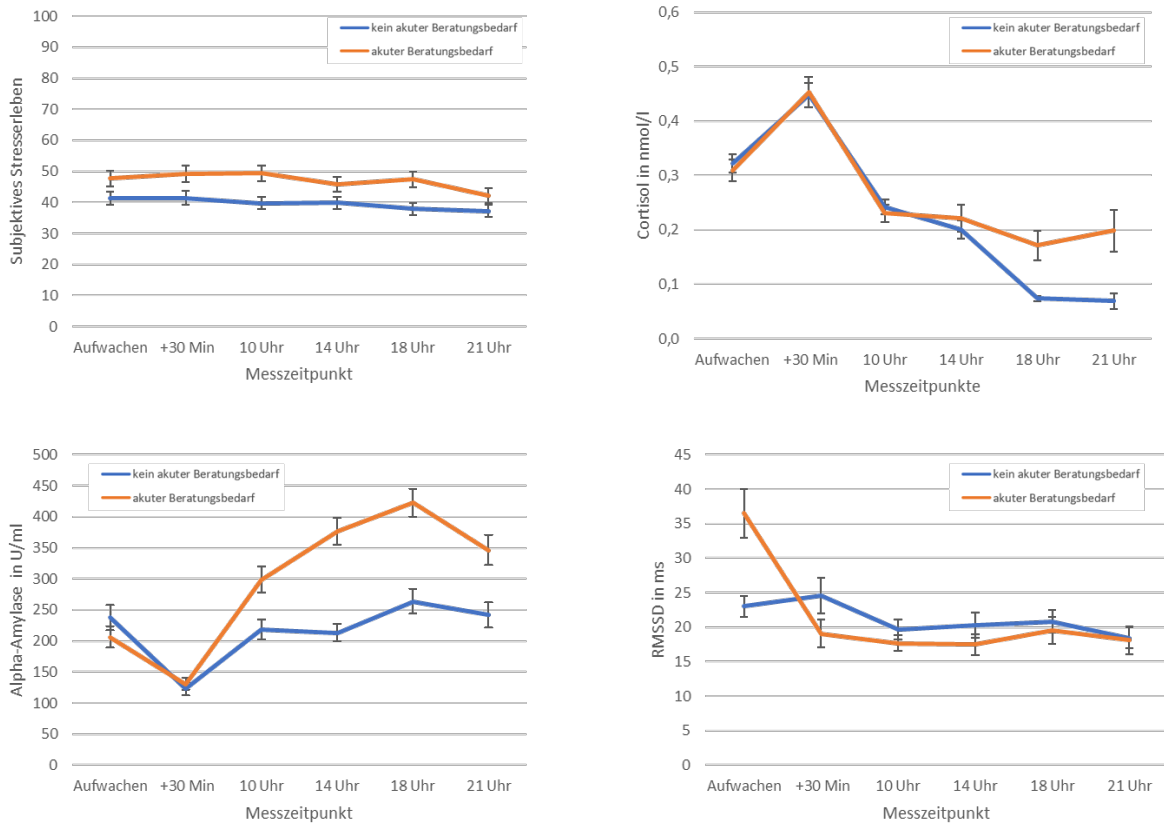 100
90
80
70
60
50
40
30
20
10
0
Subjektives Stresserleben
kein akuter Beratungsbedarf
akuter Beratungsbedarf
Aufwachen +30 Min 10 Uhr 14 Uhr 18 Uhr 21 Uhr
Messzeitpunkt
0,6
0,5
0,4
0,3
0,2
0,1
0,0
Cortisol in nmol/l
kein akuter Beratungsbedarf
akuter Beratungsbedarf
Aufwachen +30 Min 10 Uhr 14 Uhr 18 Uhr 21 Uhr
Messzeitpunkte
500
450
400
350
300
250
200
150
100
50
0
Alpha-Amylase in U/ml
kein akuter Beratungsbedarf
akuter Beratungsbedarf
Aufwachen +30 Min 10 Uhr 14 Uhr 18 Uhr 21 Uhr
Messzeitpunkt
45
40
35
30
25
20
15
10
5
0
RMSSD in ms
kein akuter Beratungsbedarf
akuter Beratungsbedarf
Aufwachen +30 Min 10 Uhr 14 Uhr 18 Uhr 21 Uhr
Messzeitpunkt